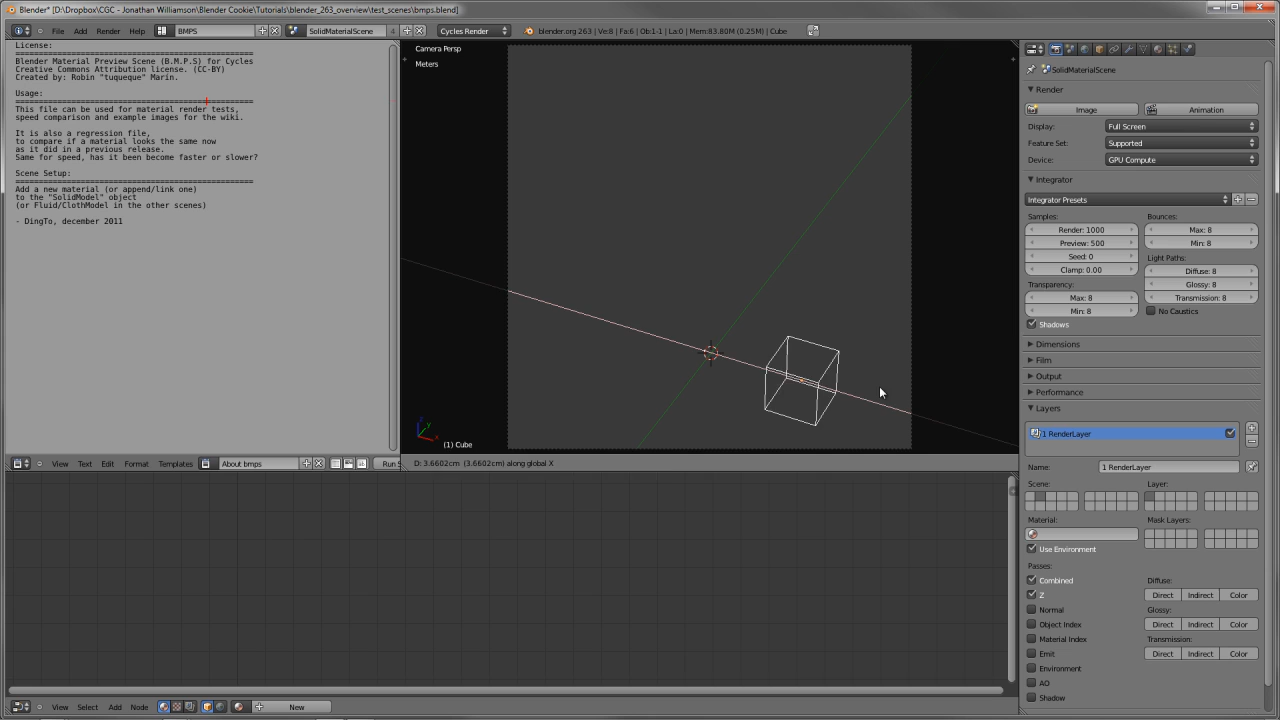 Blender* [D:\Dropbox\CGC - Jonathan Williamson\Blender Cookie\Tutorials\blender_263_overview\test_scenes\bmps.blend]
File Add Render Help BMPS SolidMaterialScene 4 Cycles Render blender.org 263 | Ve:8 | Fa:6 | Ob:1-1 | La:0 | Mem:83.80M (0.25M) | Cube
License:
==================================================
Blender Material Preview Scene (B.M.P.S) for Cycles
Creative Commons Attribution license. (CC-BY)
Created by: Robin "tuqueque" Marin.
Usage:
==================================================
This file can be used for material render tests,
speed comparison and example images for the wiki.
It is also a regression file,
to compare if a material looks the same now
as it did in a previous release.
Same for speed, has it been become faster or slower?
Scene Setup:
==================================================
Add a new material (or append/link one)
to the "SolidModel" object
(or Fluid/ClothModel in the other scenes)
- DingTo, december 2011
View Text Edit Format Templates About bmps Run S
Camera Persp
Meters
z
y
x
(1) Cube
D: 3.6602cm (3.6602cm) along global X
View Select Add Node New
SolidMaterialScene
Render
Image Animation
Display: Full Screen
Feature Set: Supported
Device: GPU Compute
Integrator
Integrator Presets
Samples: Bounces:
Render: 1000 Max: 8
Preview: 500 Min: 8
Seed: 0 Light Paths:
Clamp: 0.00 Diffuse: 8
Transparency: Glossy: 8
Max: 8 Transmission: 8
Min: 8 No Caustics
Shadows
Dimensions
Film
Output
Performance
Layers
1 RenderLayer
Name: 1 RenderLayer
Scene: Layer:
Material: Mask Layers:
Use Environment
Passes:
Combined Diffuse:
Z Direct Indirect Color
Normal Glossy:
Object Index Direct Indirect Color
Material Index Transmission:
Emit Direct Indirect Color
Environment
AO
Shadow